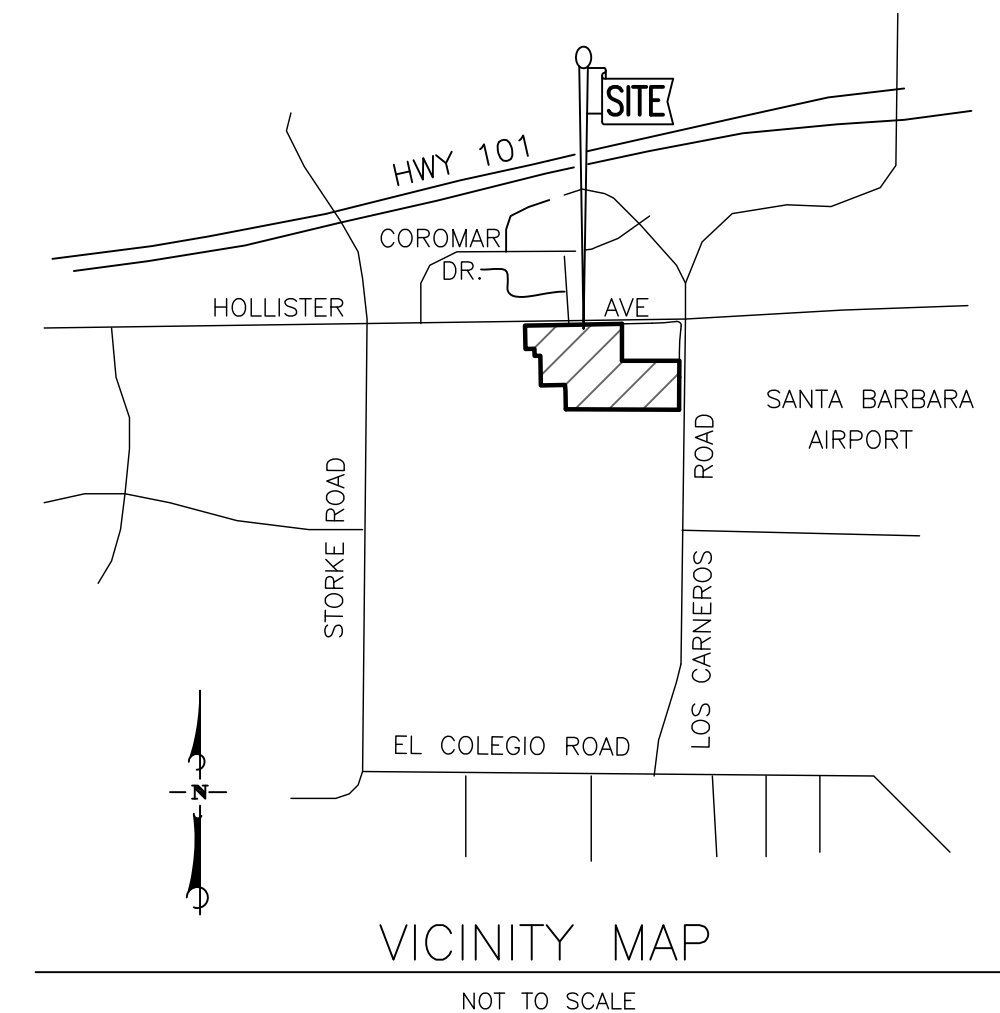 SITE
HWY 101
COROMAR
DR.
HOLLISTER AVE
SANTA BARBARA
AIRPORT
STORKE ROAD
LOS CARNEROS ROAD
EL COLEGIO ROAD
N
VICINITY MAP
NOT TO SCALE